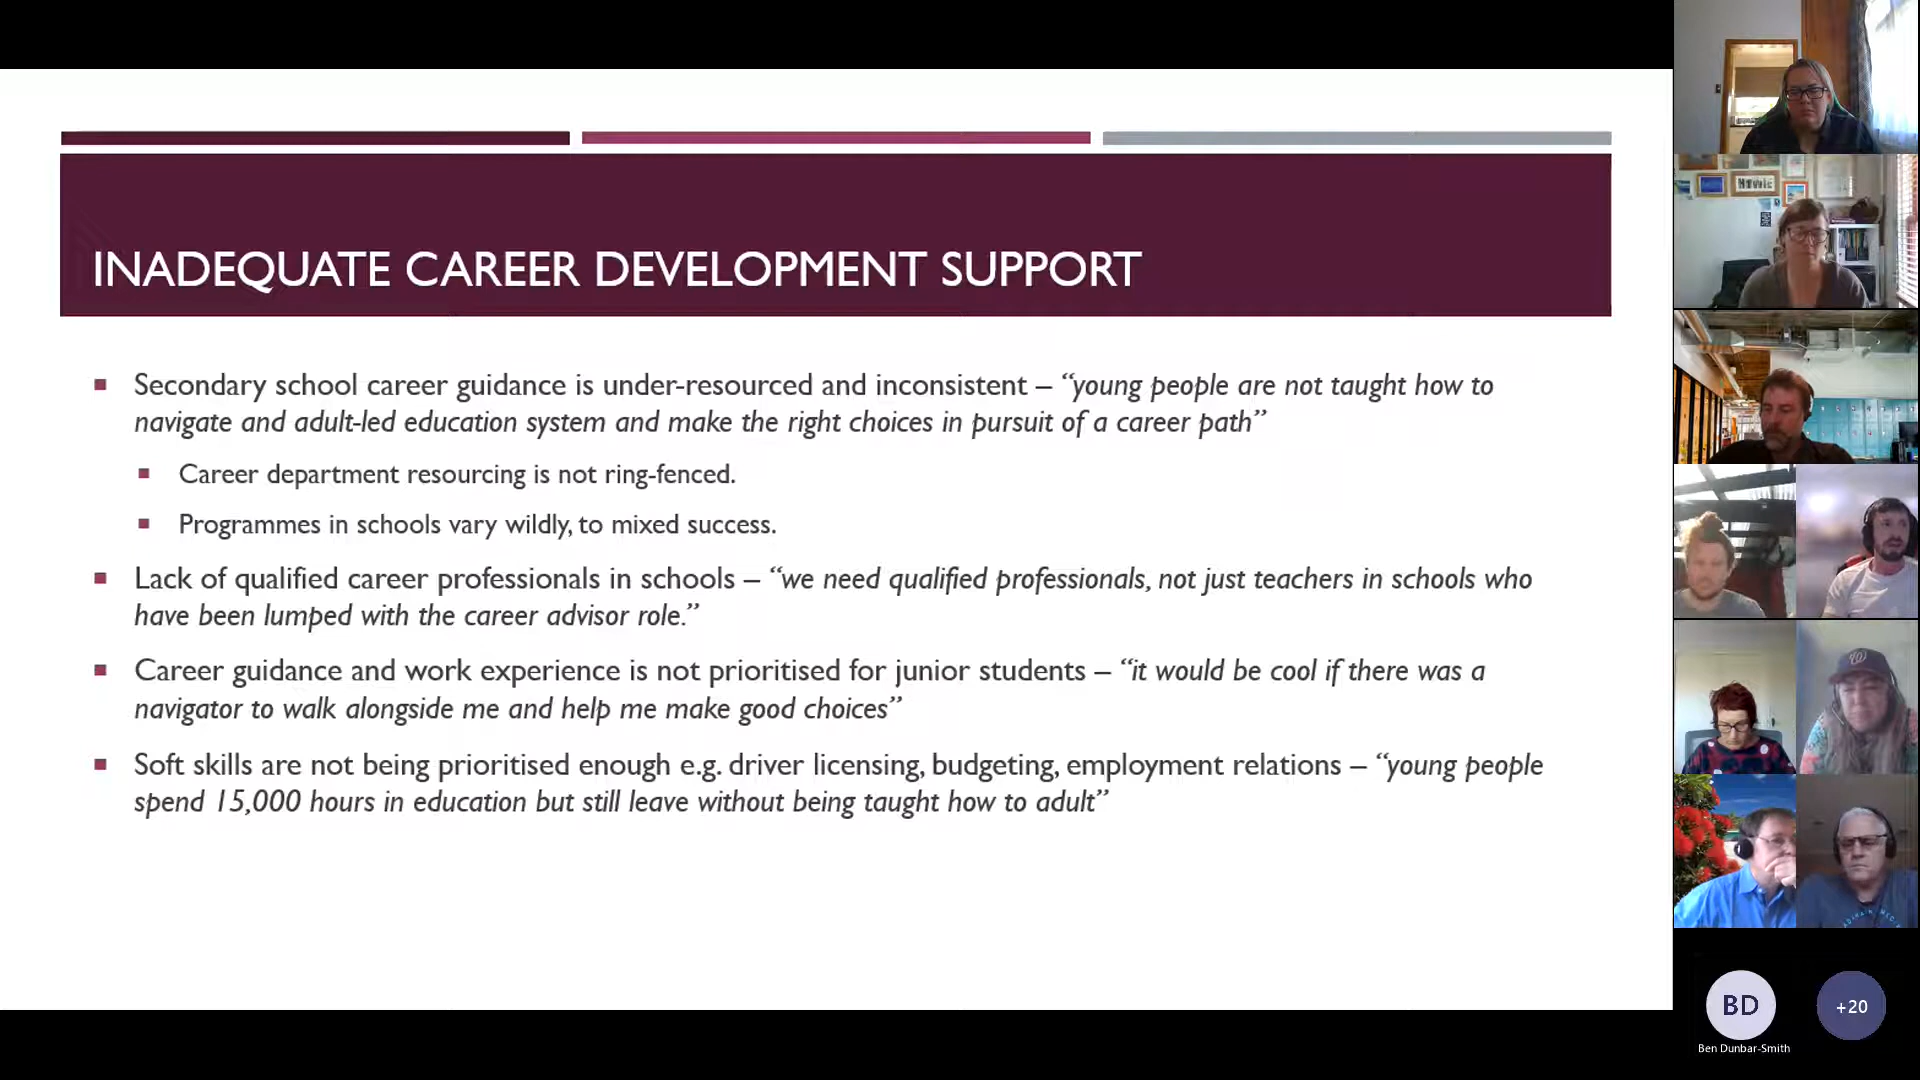 INADEQUATE CAREER DEVELOPMENT SUPPORT
Secondary school career guidance is under-resourced and inconsistent – “young people are not taught how to
navigate and adult-led education system and make the right choices in pursuit of a career path”
Career department resourcing is not ring-fenced.
Programmes in schools vary wildly, to mixed success.
Lack of qualified career professionals in schools – “we need qualified professionals, not just teachers in schools who
have been lumped with the career advisor role.”
Career guidance and work experience is not prioritised for junior students – “it would be cool if there was a
navigator to walk alongside me and help me make good choices”
Soft skills are not being prioritised enough e.g. driver licensing, budgeting, employment relations – “young people
spend 15,000 hours in education but still leave without being taught how to adult”
BD
+20
Ben Dunbar-Smith